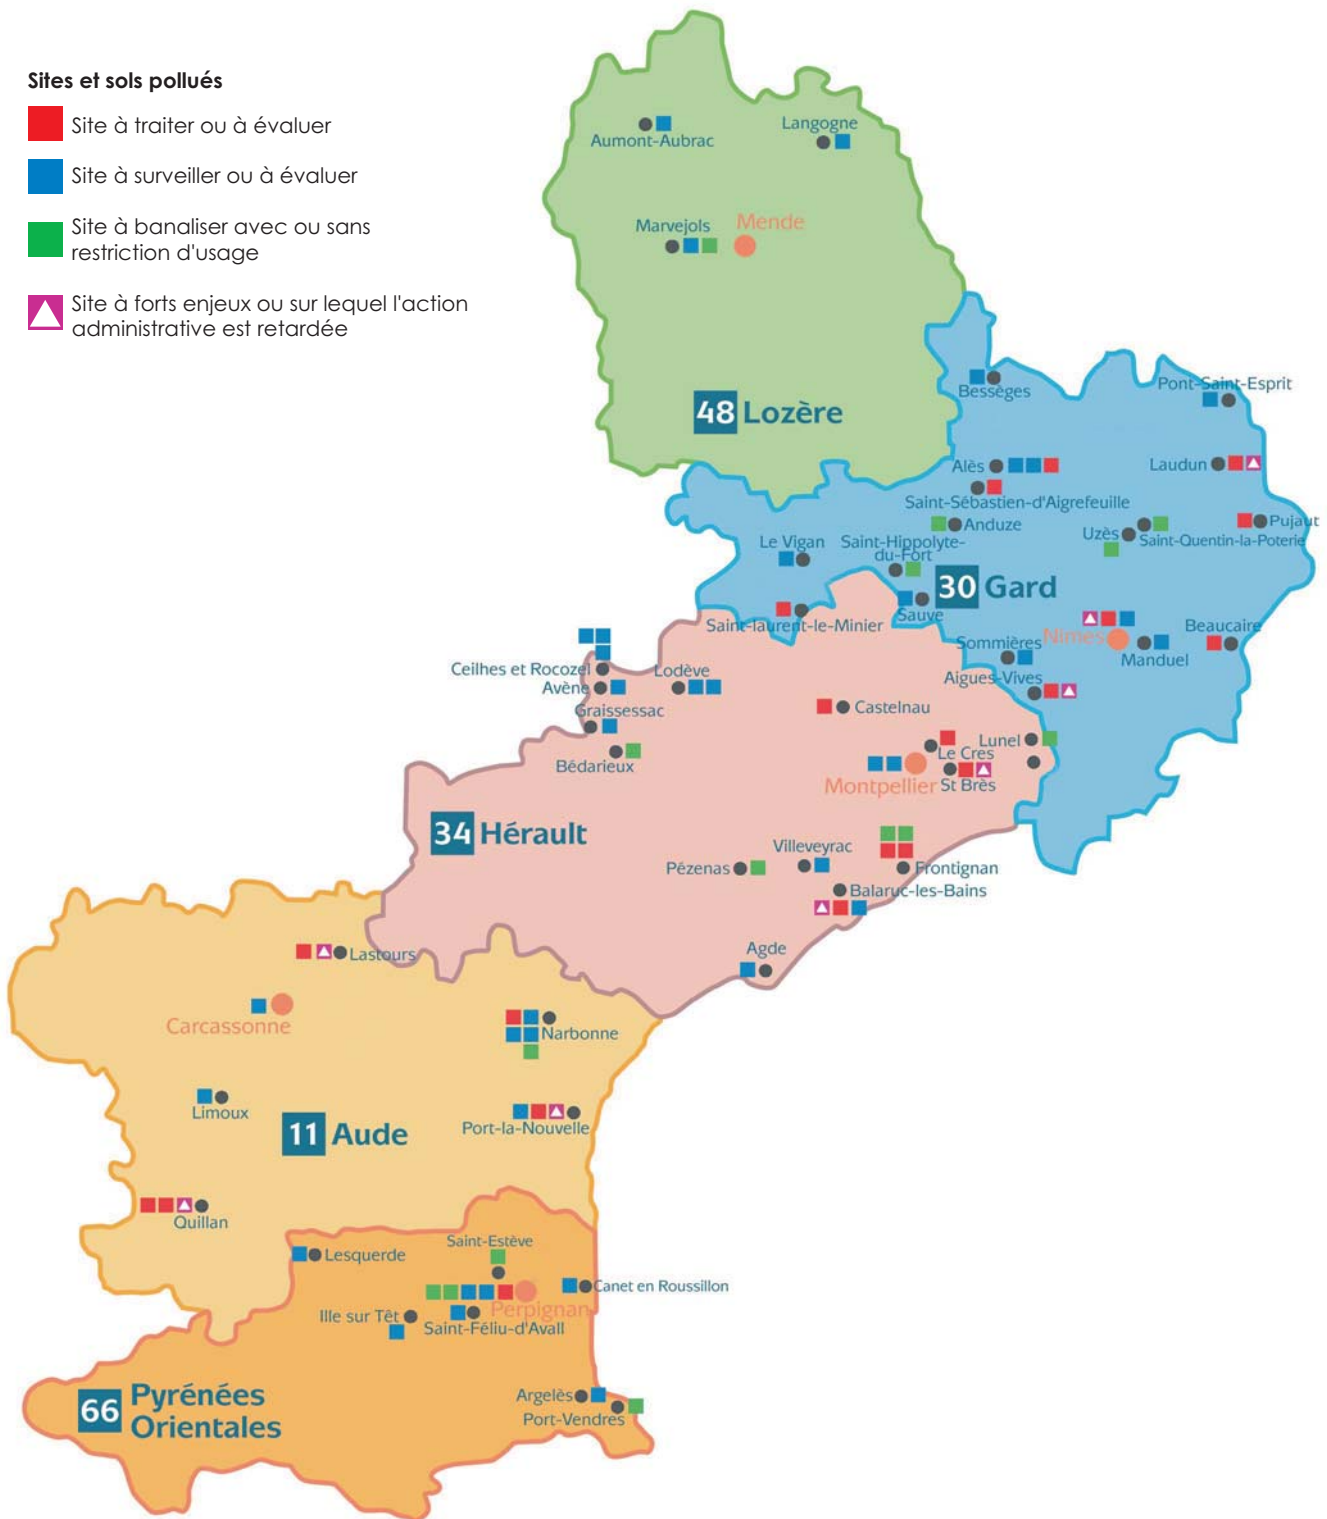 Sites et sols pollués
Site à traiter ou à évaluer
Site à surveiller ou à évaluer
Site à banaliser avec ou sans
restriction d'usage
Site à forts enjeux ou sur lequel l'action
administrative est retardée
Aumont-Aubrac
Langogne
Marvejols
Mende
48 Lozère
Bessèges
Pont-Saint-Esprit
Alès
Laudun
Saint-Sébastien-d'Aigrefeuille
Anduze
Pujaut
Uzès
Saint-Quentin-la-Poterie
Le Vigan
Saint-Hippolyte-
du-Fort
30 Gard
Sauve
Saint-laurent-le-Minier
Beaucaire
Nîmes
Sommières
Manduel
Aigues-Vives
Ceilhes et Rocozel
Lodève
Avène
Graissessac
Castelnau
Bédarieux
Le Cres
Lunel
Montpellier
St Brès
34 Hérault
Villeveyrac
Pézenas
Frontignan
Balaruc-les-Bains
Agde
Lastours
Carcassonne
Narbonne
Limoux
11 Aude
Port-la-Nouvelle
Quillan
Saint-Estève
Lesquerde
Canet en Roussillon
Perpignan
Ille sur Têt
Saint-Féliu-d'Avall
66 Pyrénées
Orientales
Argelès
Port-Vendres